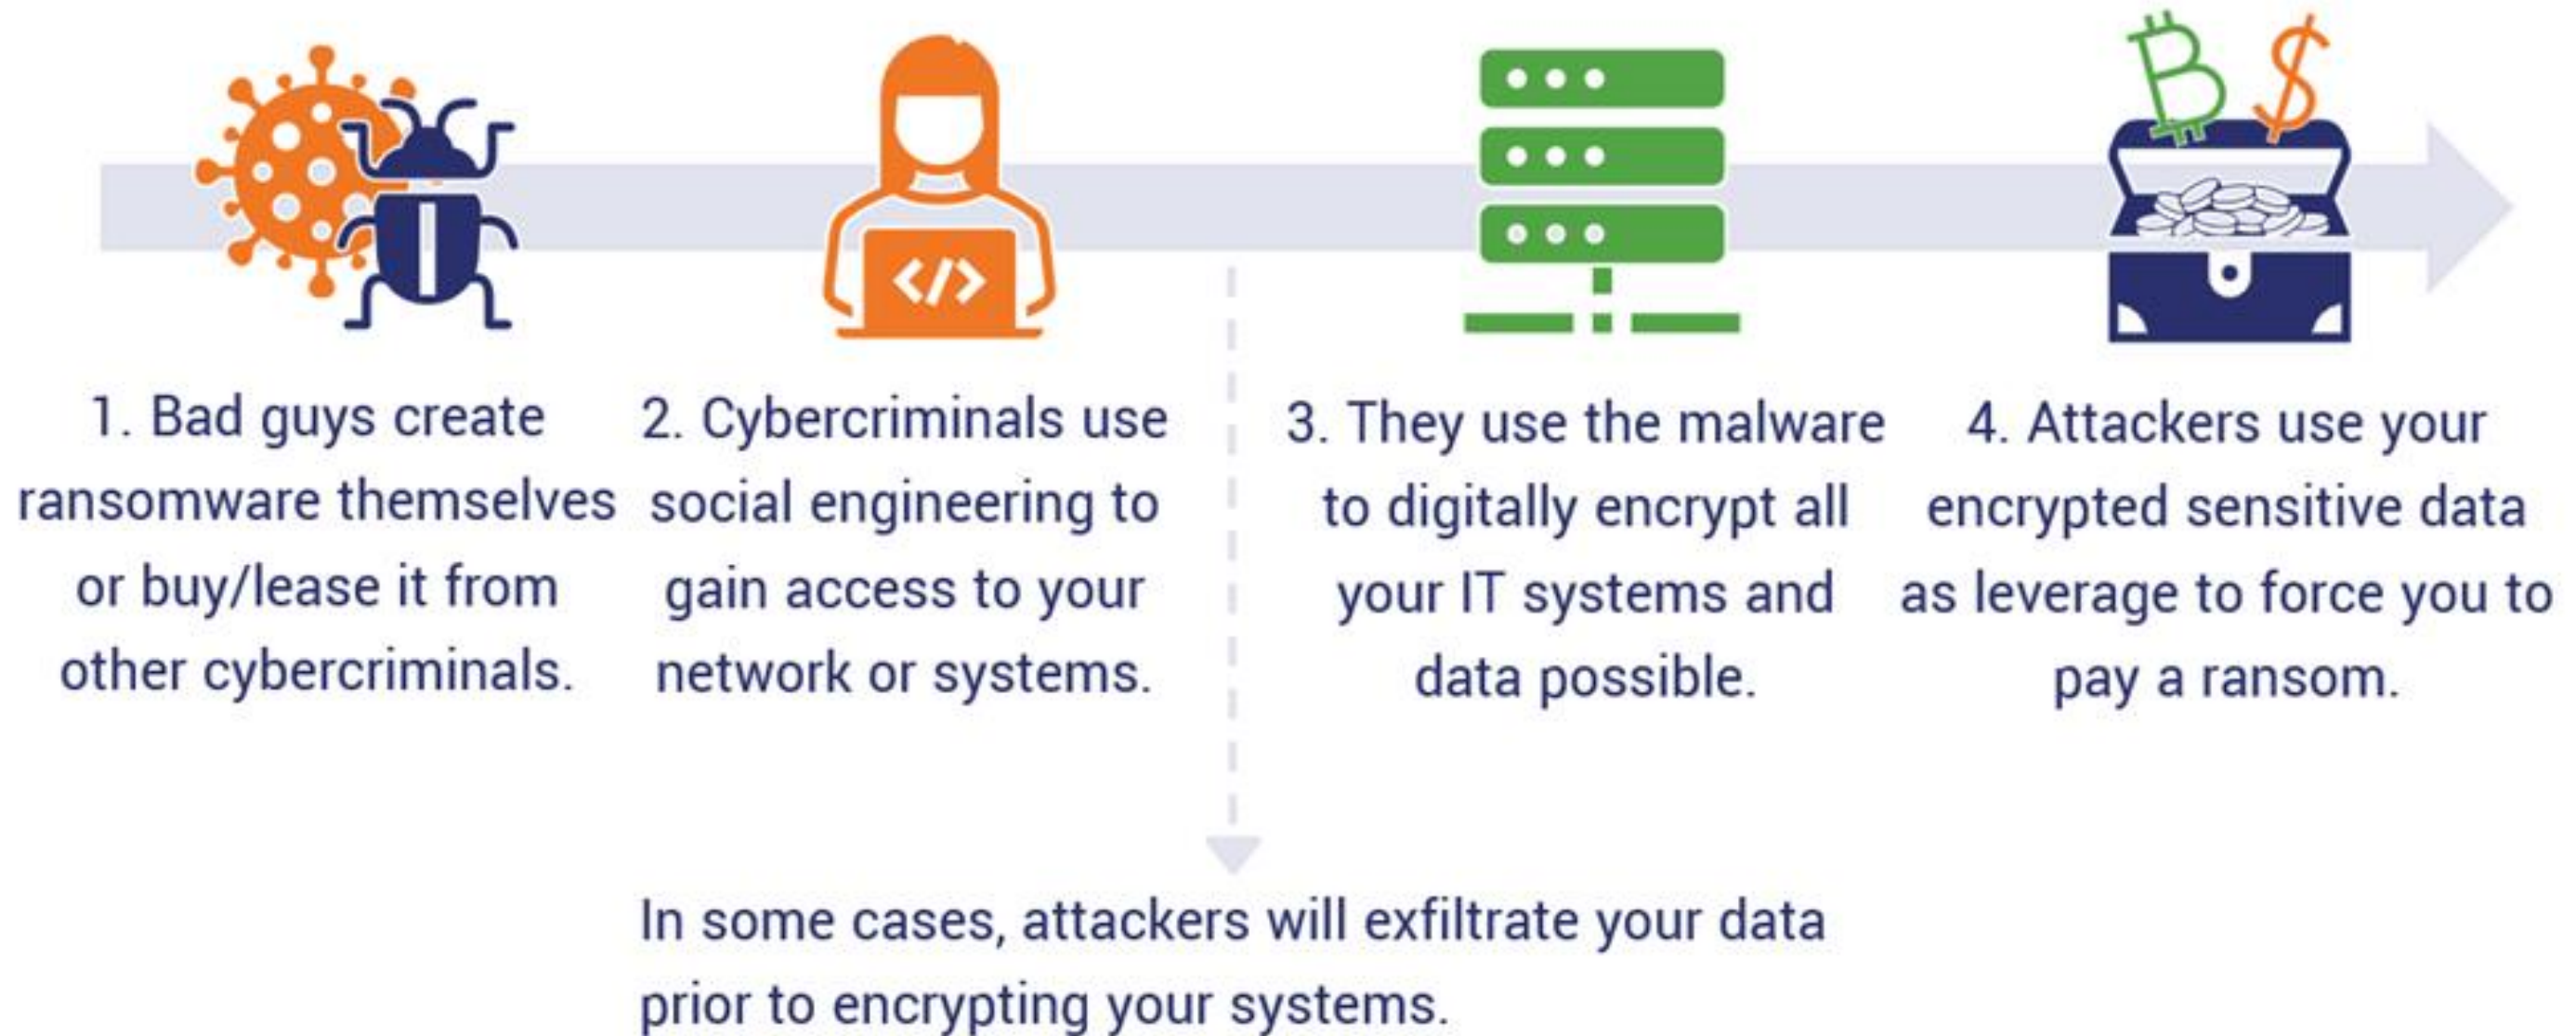 1. Bad guys create
ransomware themselves
or buy/lease it from
other cybercriminals.
2. Cybercriminals use
social engineering to
gain access to your
network or systems.
3. They use the malware
to digitally encrypt all
your IT systems and
data possible.
4. Attackers use your
encrypted sensitive data
as leverage to force you to
pay a ransom.
In some cases, attackers will exfiltrate your data
prior to encrypting your systems.